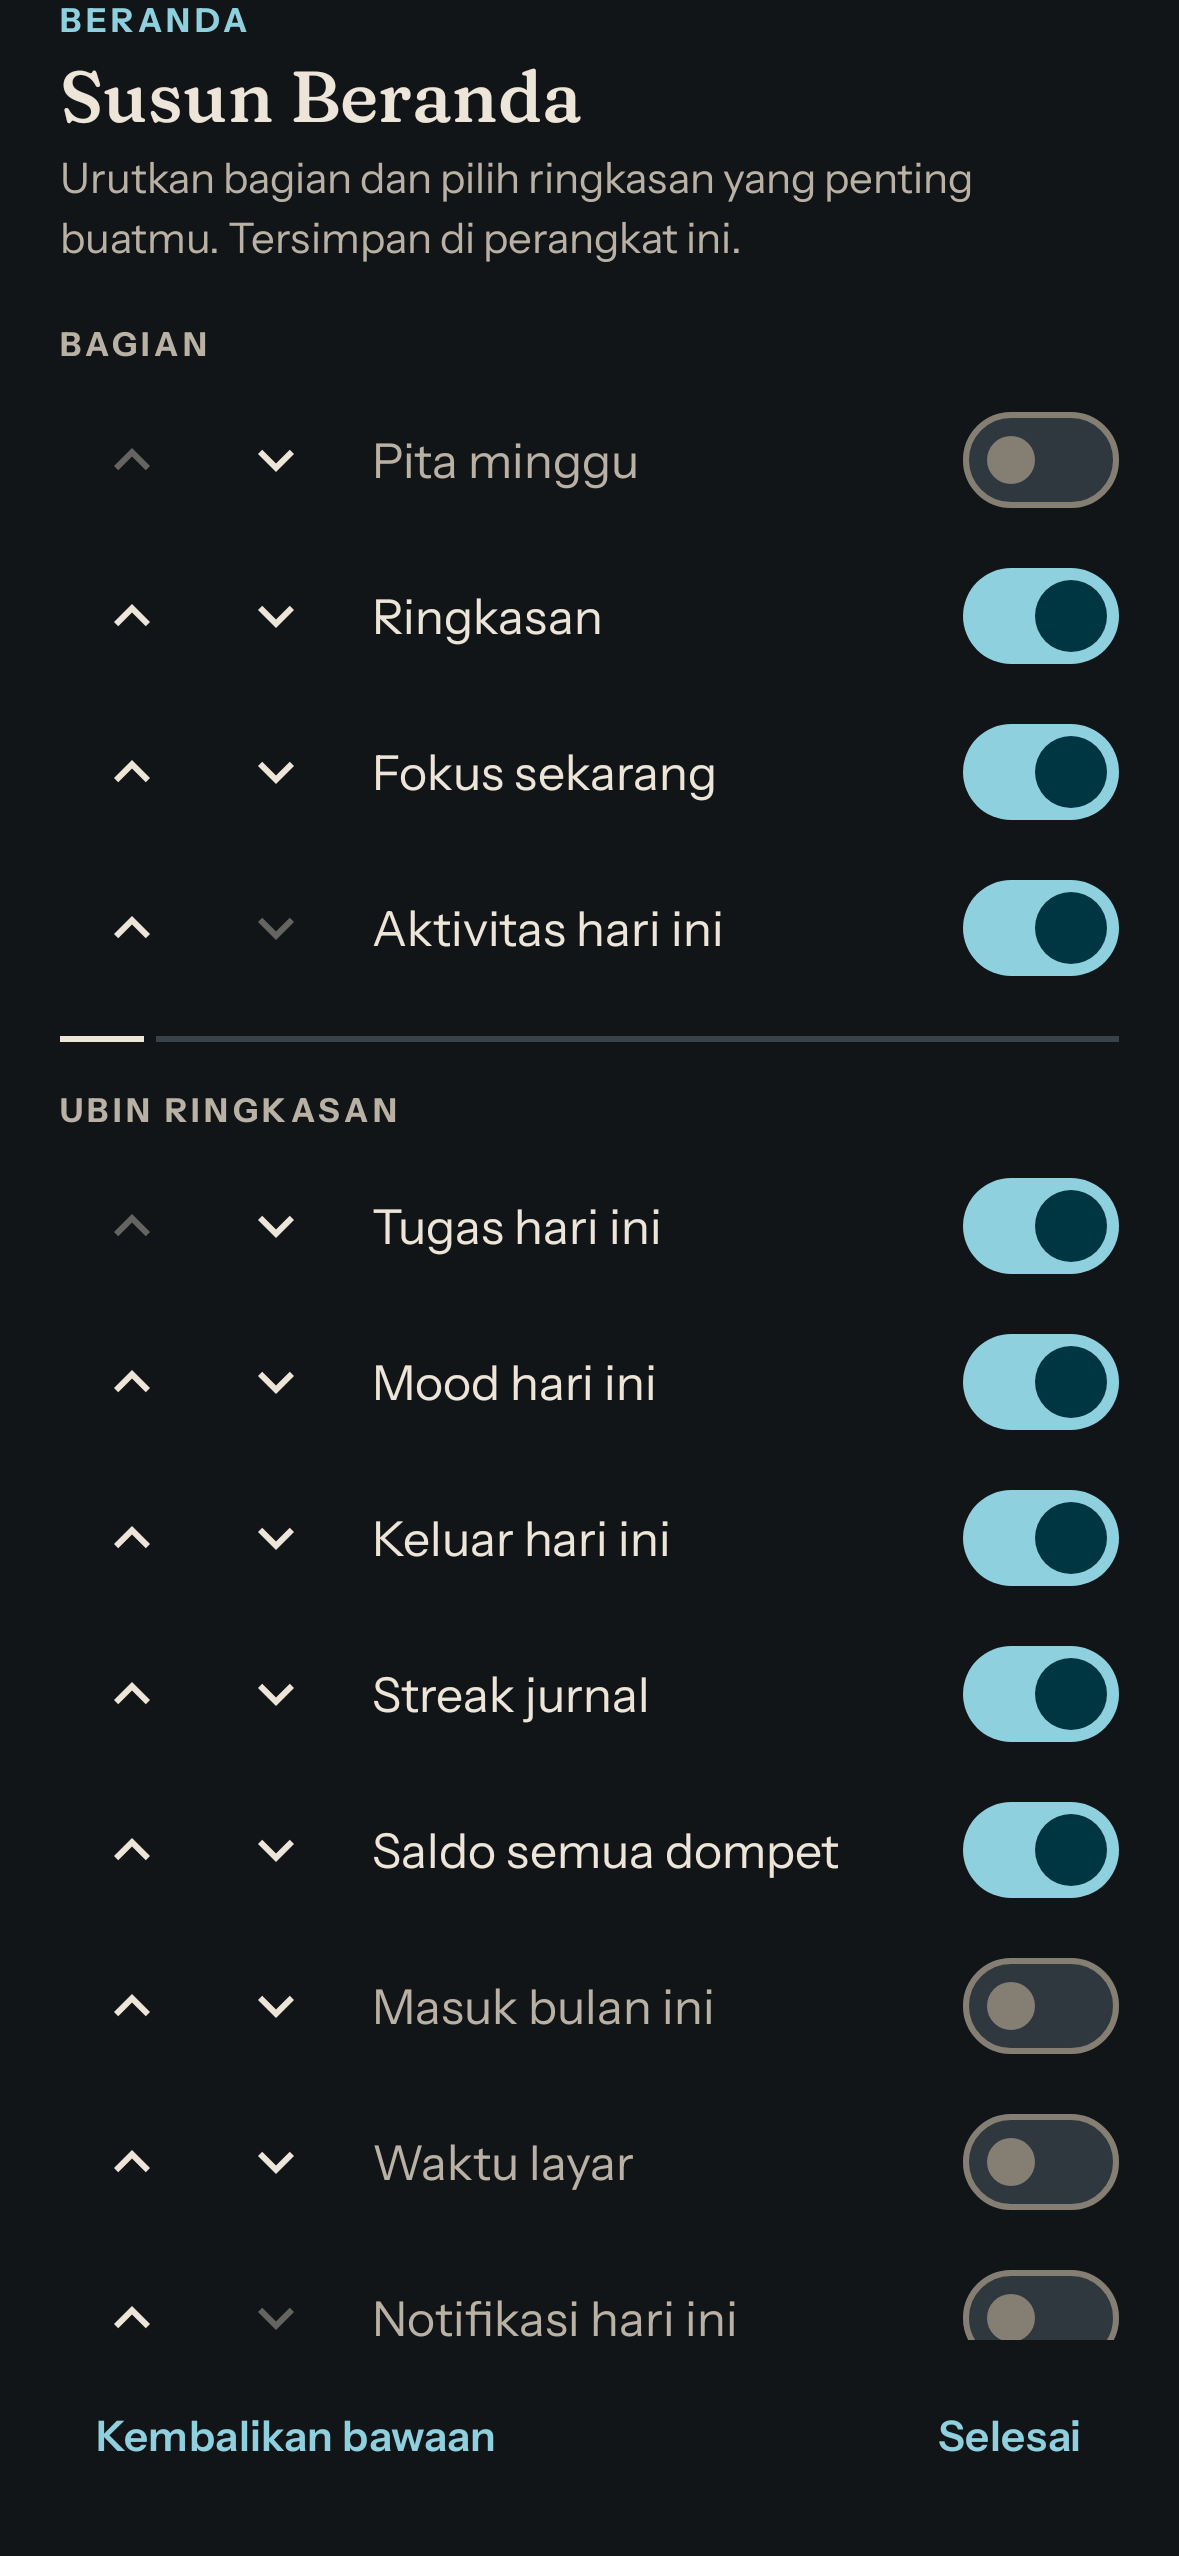 BERANDA
Susun Beranda
Urutkan bagian dan pilih ringkasan yang penting
buatmu. Tersimpan di perangkat ini.
BAGIAN
Pita minggu
Ringkasan
Fokus sekarang
Aktivitas hari ini
UBIN RINGKASAN
Tugas hari ini
Mood hari ini
Keluar hari ini
Streak jurnal
Saldo semua dompet
Masuk bulan ini
Waktu layar
Notifikasi hari ini
Kembalikan bawaan
Selesai